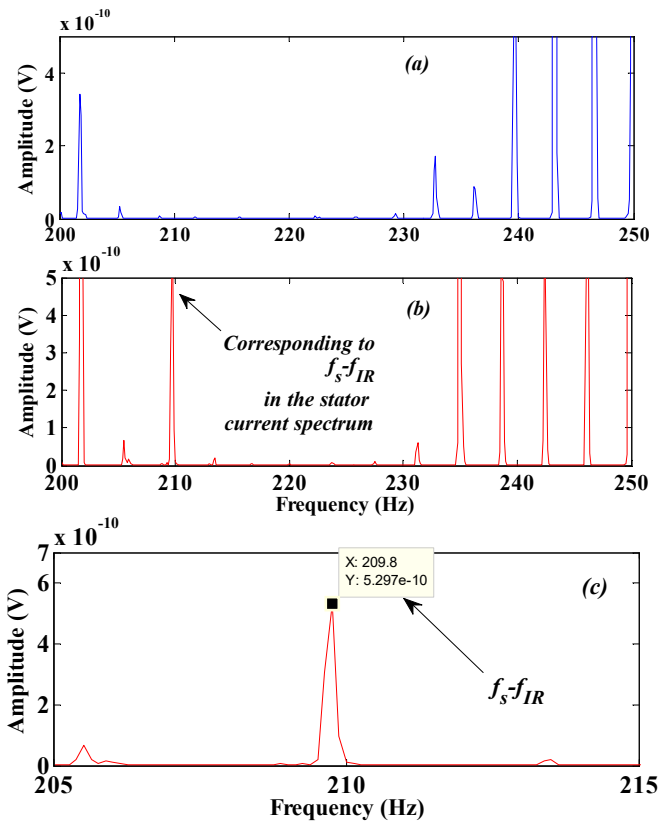 x 10^-10
Amplitude (V)
4
2
0
(a)
200 210 220 230 240 250
x 10^-10
Amplitude (V)
5
4
3
2
1
0
(b)
Corresponding to
f_s-f_IR
in the stator
current spectrum
200 210 220 230 240 250
Frequency (Hz)
x 10^-10
Amplitude (V)
7
6
4
2
0
X: 209.8
Y: 5.297e-10
(c)
f_s-f_IR
205 210 215
Frequency (Hz)